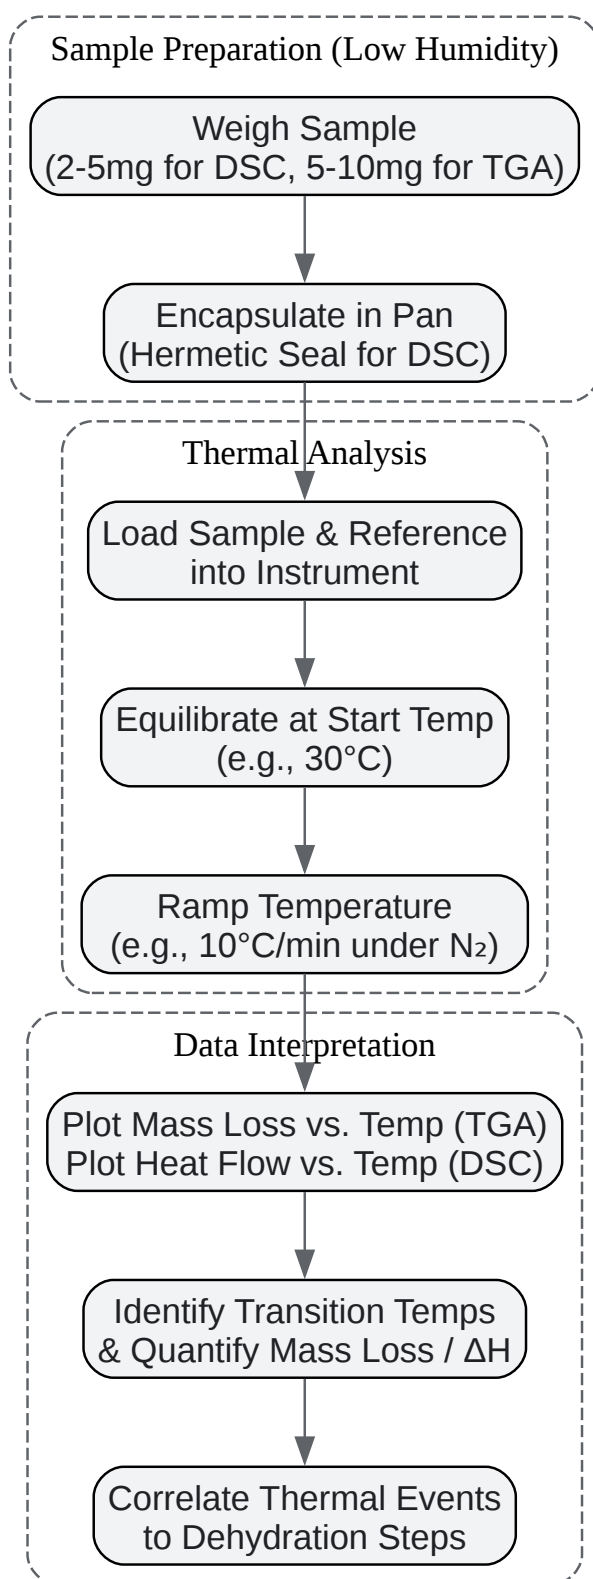 Sample Preparation (Low Humidity)
Weigh Sample
(2-5mg for DSC, 5-10mg for TGA)
Encapsulate in Pan
(Hermetic Seal for DSC)
Thermal Analysis
Load Sample & Reference
into Instrument
Equilibrate at Start Temp
(e.g., 30°C)
Ramp Temperature
(e.g., 10°C/min under N₂)
Data Interpretation
Plot Mass Loss vs. Temp (TGA)
Plot Heat Flow vs. Temp (DSC)
Identify Transition Temps
& Quantify Mass Loss / ΔH
Correlate Thermal Events
to Dehydration Steps